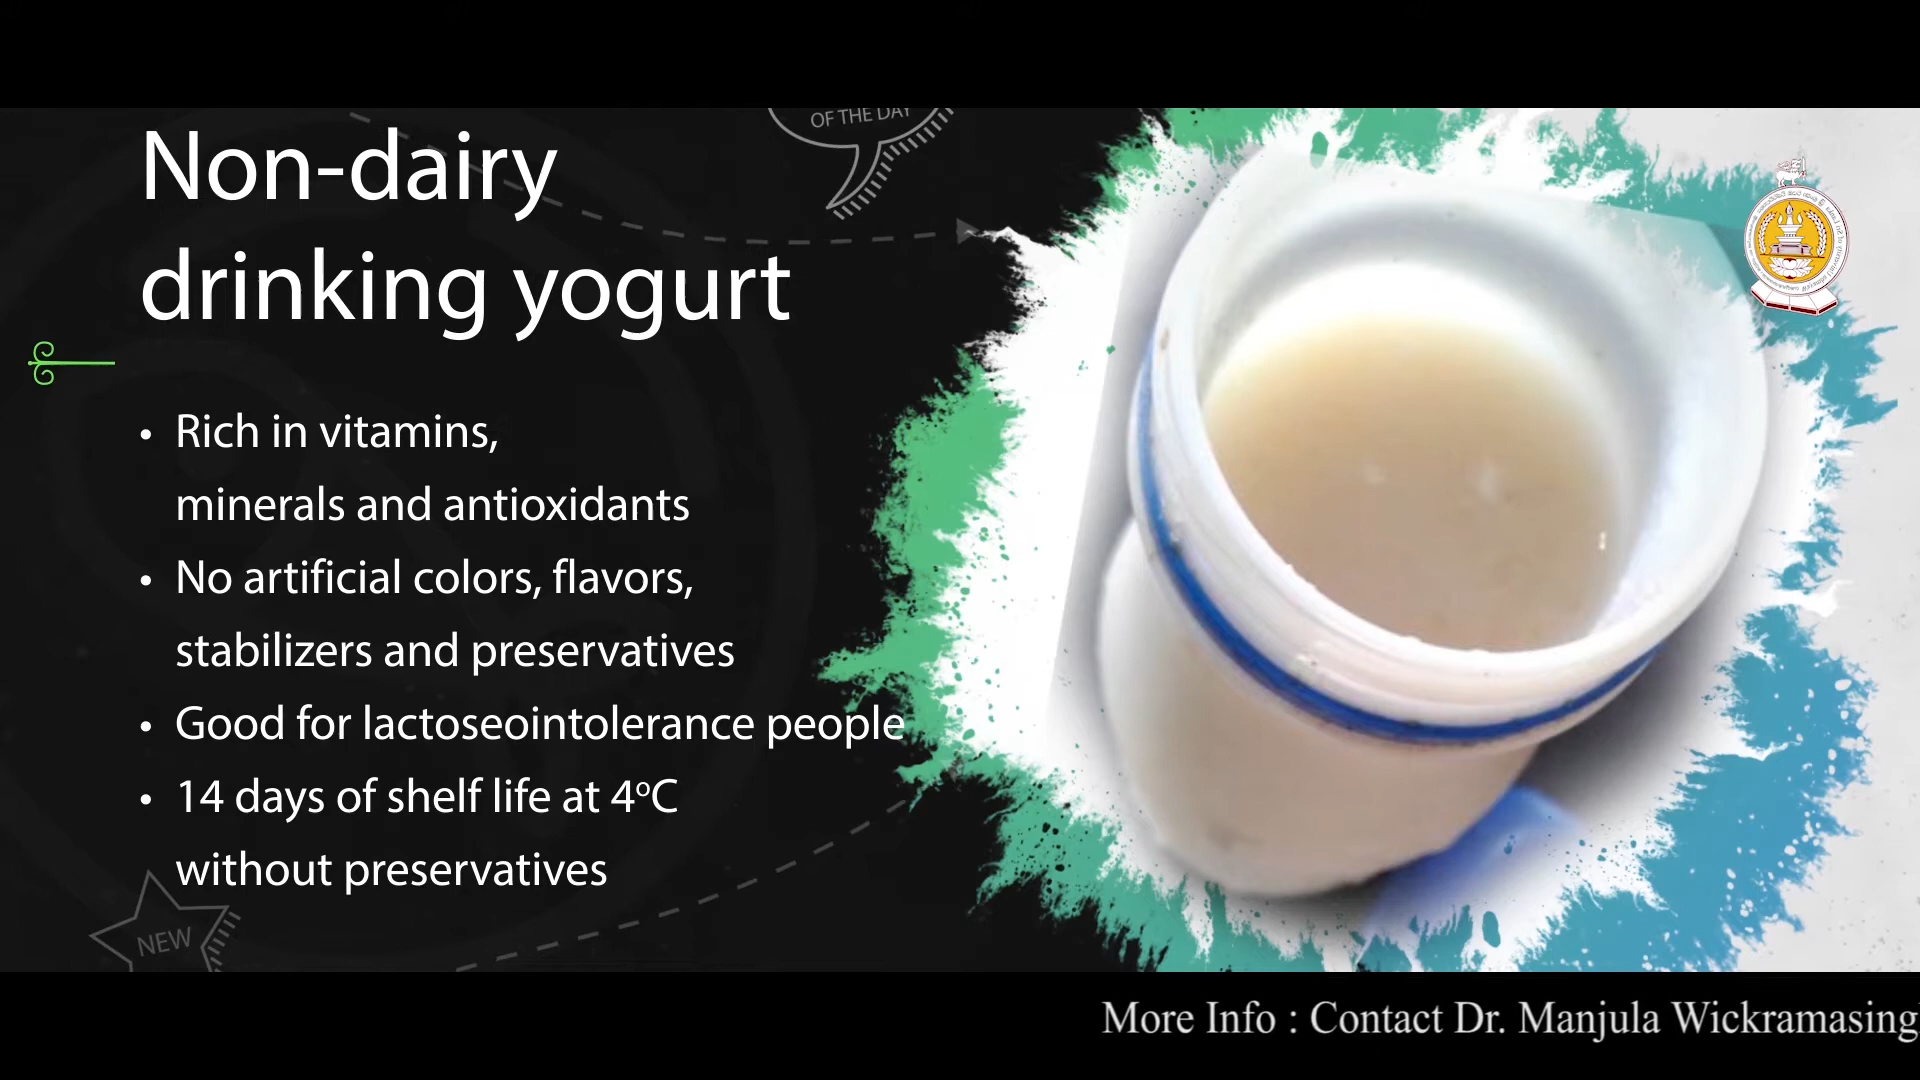 OF THE DAY
Non-dairy
drinking yogurt
• Rich in vitamins,
minerals and antioxidants
• No artificial colors, flavors,
stabilizers and preservatives
• Good for lactoseointolerance people
• 14 days of shelf life at 4ºC
without preservatives
NEW
More Info : Contact Dr. Manjula Wickramasing